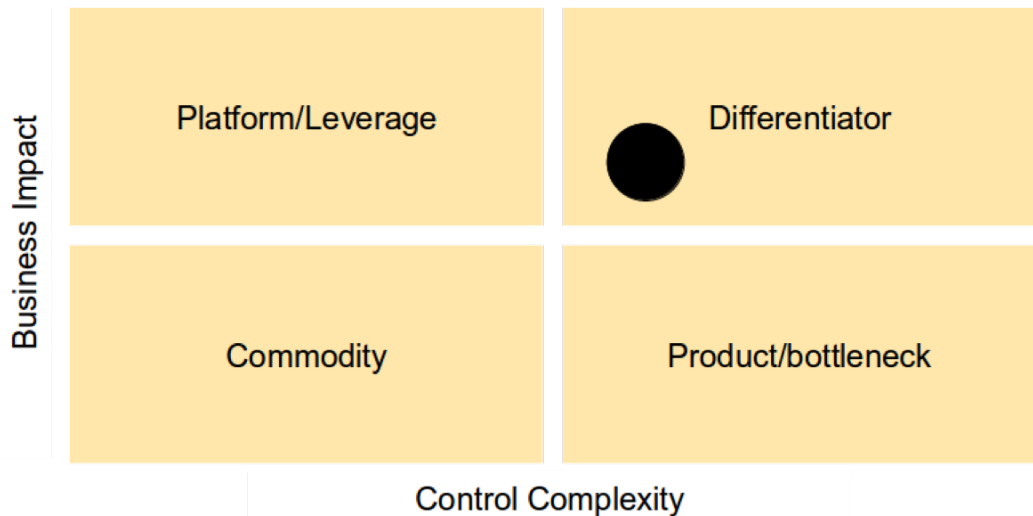 Business Impact
Platform/Leverage
Differentiator
Commodity
Product/bottleneck
Control Complexity